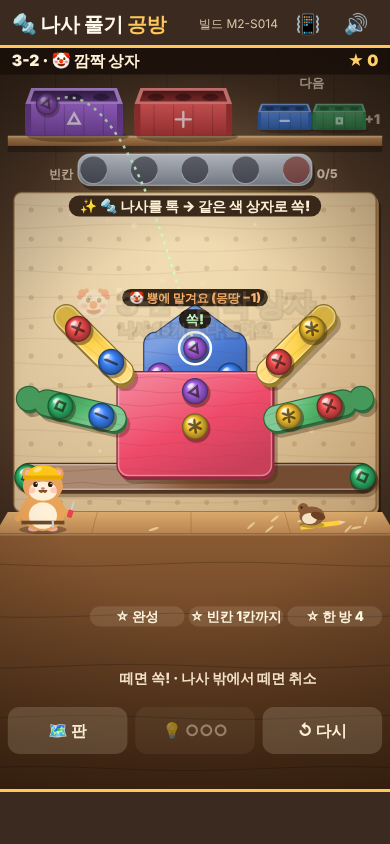 🔩 나사 풀기 공방
빌드 M2-S014
3-2 · 🤡 깜짝 상자
★ 0
다음
+1
빈칸
0/5
✨ 🔩 나사를 톡 → 같은 색 상자로 쏙!
🤡 뿅에 맡겨요 (몽땅 −1)
쏙!
☆ 완성
☆ 빈칸 1칸까지
☆ 한 방 4
떼면 쏙! · 나사 밖에서 떼면 취소
🗺️ 판
💡 ○○○
↺ 다시